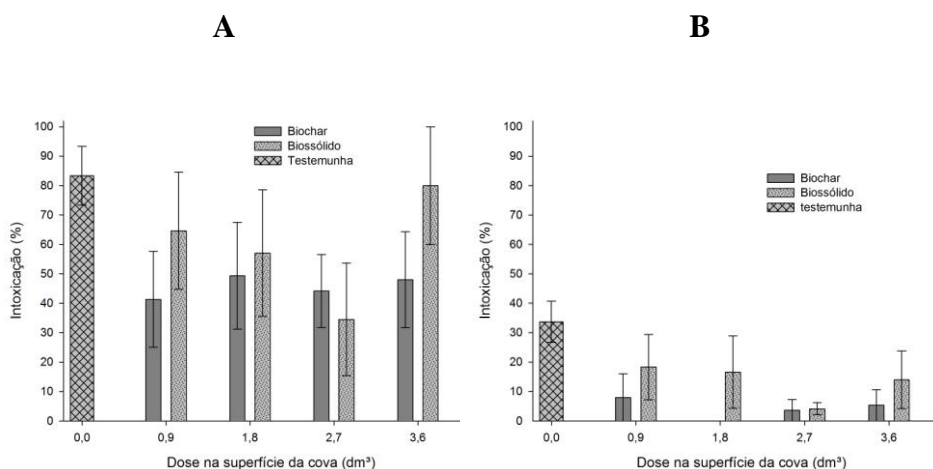 A
B
100
90
80
70
60
50
40
30
20
10
0
Intoxicação (%)
Biochar
Biossólido
Testemunha
0,0
0,9
1,8
2,7
3,6
Dose na superfície da cova (dm³)
100
90
80
70
60
50
40
30
20
10
0
Intoxicação (%)
Biochar
Biossólido
testemunha
0,0
0,9
1,8
2,7
3,6
Dose na superfície da cova (dm³)